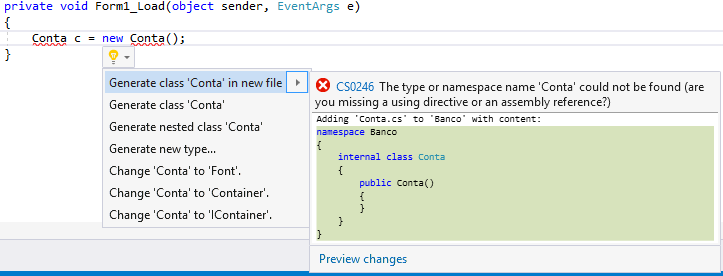 private void Form1_Load(object sender, EventArgs e)
{
Conta c = new Conta();
}
Generate class 'Conta' in new file
Generate class 'Conta'
Generate nested class 'Conta'
Generate new type...
Change 'Conta' to 'Font'.
Change 'Conta' to 'Container'.
Change 'Conta' to 'IContainer'.
CS0246 The type or namespace name 'Conta' could not be found (are
you missing a using directive or an assembly reference?)
Adding 'Conta.cs' to 'Banco' with content:
namespace Banco
{
internal class Conta
{
public Conta()
{
}
}
}
Preview changes